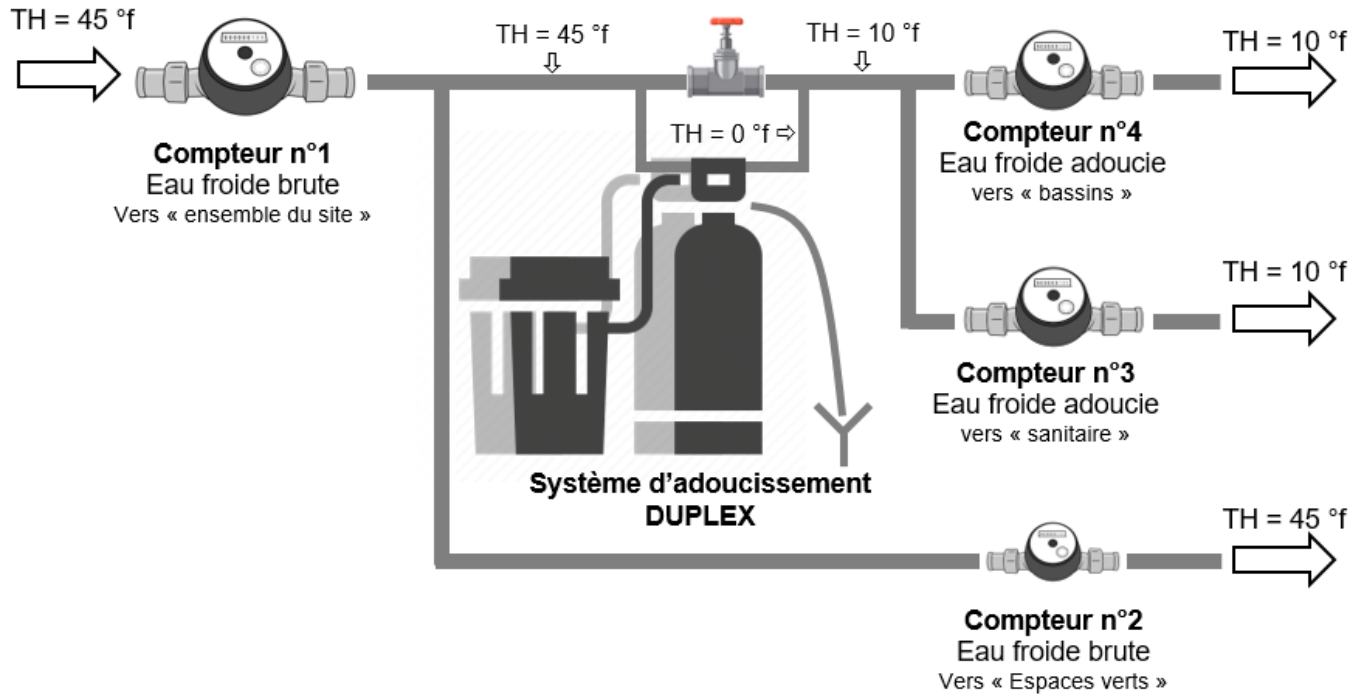 TH = 45 °f
TH = 45 °f
TH = 10 °f
TH = 10 °f
TH = 0 °f
Compteur n°1
Eau froide brute
Vers « ensemble du site »
Compteur n°4
Eau froide adoucie
vers « bassins »
TH = 10 °f
Compteur n°3
Eau froide adoucie
vers « sanitaire »
Système d’adoucissement
DUPLEX
TH = 45 °f
Compteur n°2
Eau froide brute
Vers « Espaces verts »